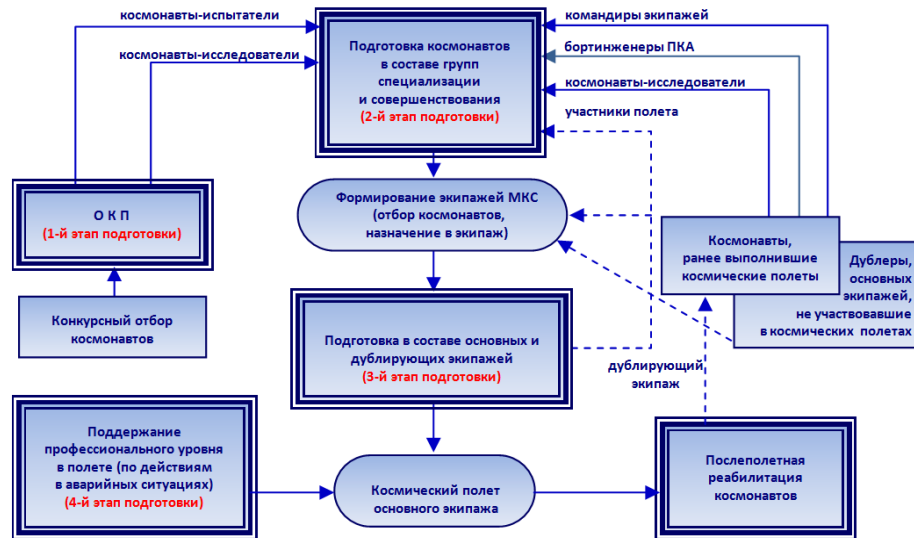 космонавты-испытатели
космонавты-исследователи
Подготовка космонавтов
в составе групп
специализации
и совершенствования
(2-й этап подготовки)
командиры экипажей
бортинженеры ПКА
космонавты-исследователи
участники полета
О К П
(1-й этап подготовки)
Формирование экипажей МКС
(отбор космонавтов,
назначение в экипаж)
Космонавты,
ранее выполнившие
космические полеты
Дублеры,
основных
экипажей,
не участвовавшие
в космических полетах
Конкурсный отбор
космонавтов
Подготовка в составе основных и
дублирующих экипажей
(3-й этап подготовки)
дублирующий
экипаж
Поддержание
профессионального уровня
в полете (по действиям
в аварийных ситуациях)
(4-й этап подготовки)
Космический полет
основного экипажа
Послеполетная
реабилитация
космонавтов